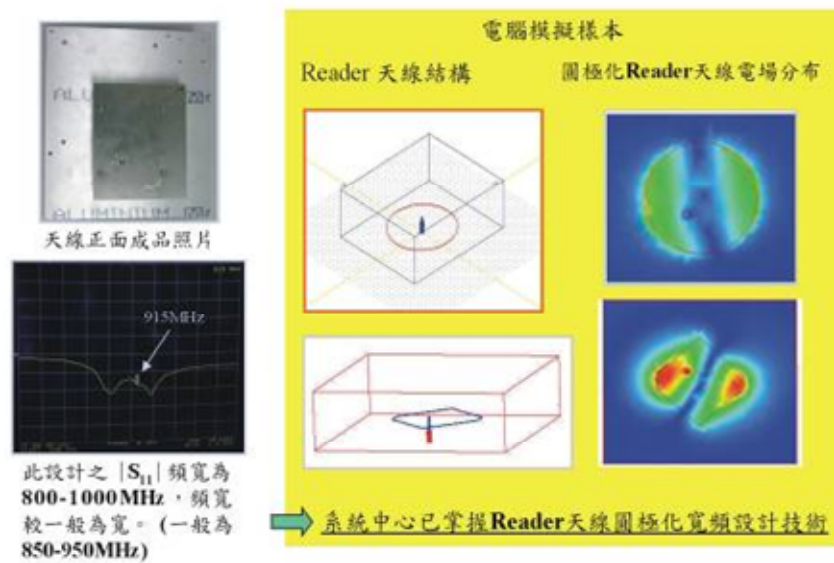 電腦模擬樣本
Reader 天線結構
圓極化Reader天線電場分布
天線正面成品照片
915MHz
此設計之 |S₁₁| 頻寬為
800-1000MHz，頻寬
較一般為寬。(一般為
850-950MHz)
系統中心已掌握Reader天線圓極化寬頻設計技術